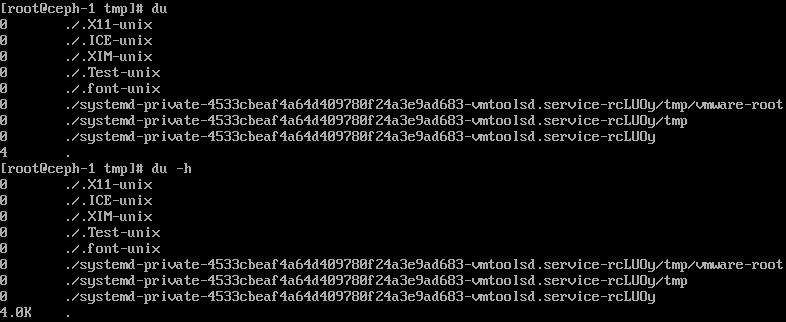 [root@ceph-1 tmp]# du
0 ./.X11-unix
0 ./.ICE-unix
0 ./.XIM-unix
0 ./.Test-unix
0 ./.font-unix
0 ./systemd-private-4533cbeaf4a64d409780f24a3e9ad683-vmtoolsd.service-rcLUOy/tmp/vmware-root
0 ./systemd-private-4533cbeaf4a64d409780f24a3e9ad683-vmtoolsd.service-rcLUOy/tmp
0 ./systemd-private-4533cbeaf4a64d409780f24a3e9ad683-vmtoolsd.service-rcLUOy
4 .
[root@ceph-1 tmp]# du -h
0 ./.X11-unix
0 ./.ICE-unix
0 ./.XIM-unix
0 ./.Test-unix
0 ./.font-unix
0 ./systemd-private-4533cbeaf4a64d409780f24a3e9ad683-vmtoolsd.service-rcLUOy/tmp/vmware-root
0 ./systemd-private-4533cbeaf4a64d409780f24a3e9ad683-vmtoolsd.service-rcLUOy/tmp
0 ./systemd-private-4533cbeaf4a64d409780f24a3e9ad683-vmtoolsd.service-rcLUOy
4.0K .